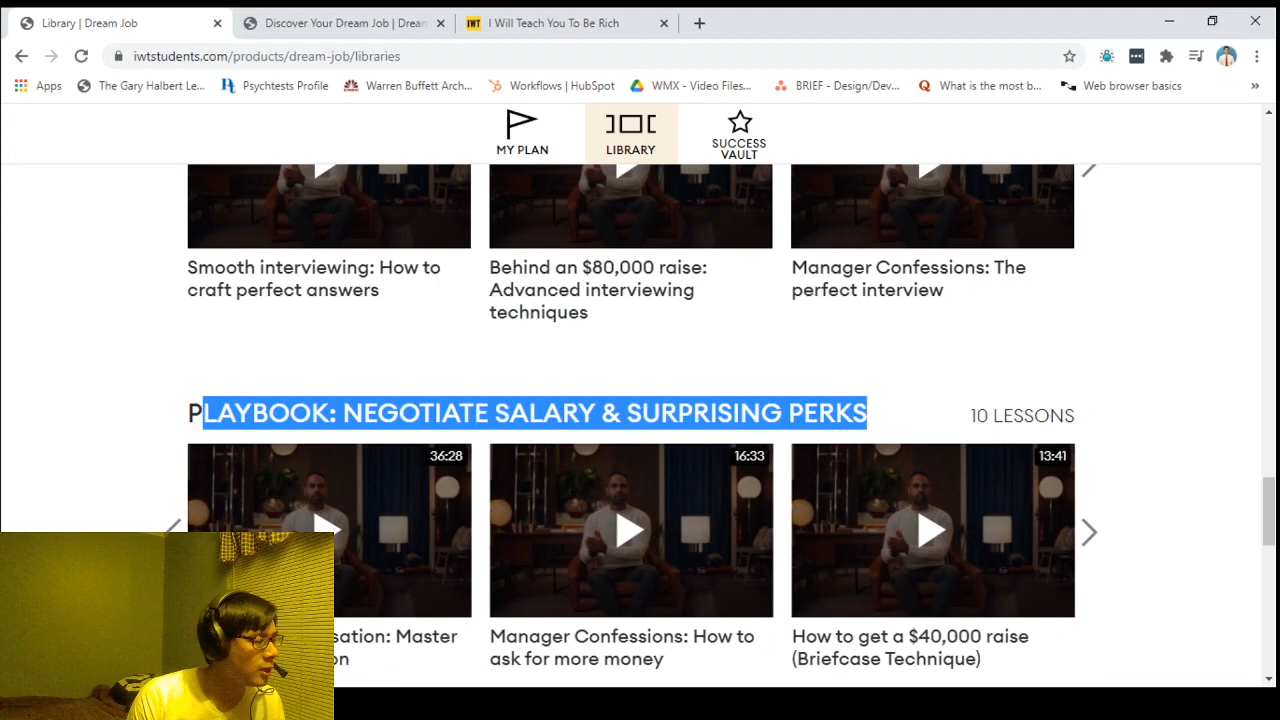 Library | Dream Job
Discover Your Dream Job | Dream
IWT
I Will Teach You To Be Rich
iwtstudents.com/products/dream-job/libraries
Apps
The Gary Halbert Le...
Psychtests Profile
Warren Buffett Arch...
Workflows | HubSpot
WMX - Video Files...
BRIEF - Design/Dev...
What is the most b...
Web browser basics
MY PLAN
LIBRARY
SUCCESS
VAULT
Smooth interviewing: How to
craft perfect answers
Behind an $80,000 raise:
Advanced interviewing
techniques
Manager Confessions: The
perfect interview
PLAYBOOK: NEGOTIATE SALARY & SURPRISING PERKS
10 LESSONS
36:28
16:33
13:41
Master
Manager Confessions: How to
ask for more money
How to get a $40,000 raise
(Briefcase Technique)